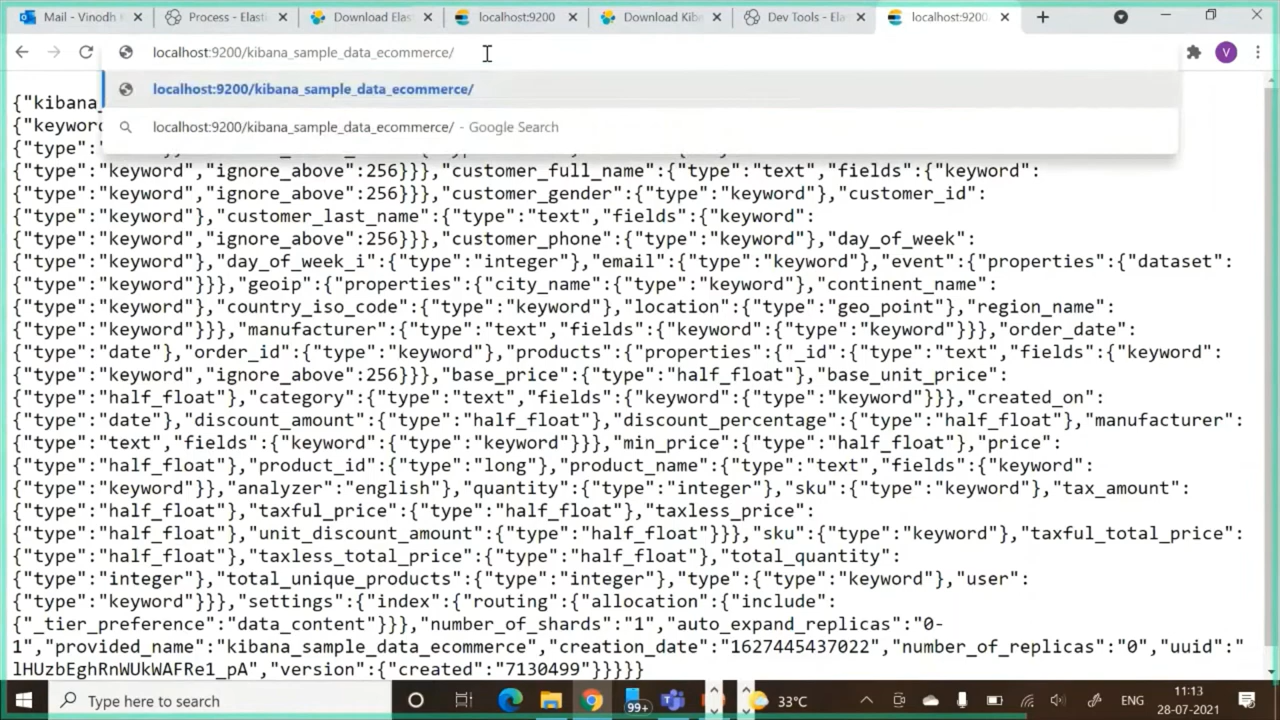 Mail - Vinodh K
Process - Elasti
Download Elas
localhost:9200
Download Kiba
Dev Tools - Ela
localhost:9200
localhost:9200/kibana_sample_data_ecommerce/
V
localhost:9200/kibana_sample_data_ecommerce/
localhost:9200/kibana_sample_data_ecommerce/ - Google Search
{"kibana_
{"keyword
{"type":"
{"type":"keyword","ignore_above":256}}},"customer_full_name":{"type":"text","fields":{"keyword":
{"type":"keyword","ignore_above":256}}},"customer_gender":{"type":"keyword"},"customer_id":
{"type":"keyword"},"customer_last_name":{"type":"text","fields":{"keyword":
{"type":"keyword","ignore_above":256}}},"customer_phone":{"type":"keyword"},"day_of_week":
{"type":"keyword"},"day_of_week_i":{"type":"integer"},"email":{"type":"keyword"},"event":{"properties":{"dataset":
{"type":"keyword"}}},"geoip":{"properties":{"city_name":{"type":"keyword"},"continent_name":
{"type":"keyword"},"country_iso_code":{"type":"keyword"},"location":{"type":"geo_point"},"region_name":
{"type":"keyword"}}},"manufacturer":{"type":"text","fields":{"keyword":{"type":"keyword"}}},"order_date":
{"type":"date"},"order_id":{"type":"keyword"},"products":{"properties":{"_id":{"type":"text","fields":{"keyword":
{"type":"keyword","ignore_above":256}}},"base_price":{"type":"half_float"},"base_unit_price":
{"type":"half_float"},"category":{"type":"text","fields":{"keyword":{"type":"keyword"}}},"created_on":
{"type":"date"},"discount_amount":{"type":"half_float"},"discount_percentage":{"type":"half_float"},"manufacturer":
{"type":"text","fields":{"keyword":{"type":"keyword"}}},"min_price":{"type":"half_float"},"price":
{"type":"half_float"},"product_id":{"type":"long"},"product_name":{"type":"text","fields":{"keyword":
{"type":"keyword"}},"analyzer":"english"},"quantity":{"type":"integer"},"sku":{"type":"keyword"},"tax_amount":
{"type":"half_float"},"taxful_price":{"type":"half_float"},"taxless_price":
{"type":"half_float"},"unit_discount_amount":{"type":"half_float"}}},"sku":{"type":"keyword"},"taxful_total_price":
{"type":"half_float"},"taxless_total_price":{"type":"half_float"},"total_quantity":
{"type":"integer"},"total_unique_products":{"type":"integer"},"type":{"type":"keyword"},"user":
{"type":"keyword"}}},"settings":{"index":{"routing":{"allocation":{"include":
{"_tier_preference":"data_content"}}},"number_of_shards":"1","auto_expand_replicas":"0-
1","provided_name":"kibana_sample_data_ecommerce","creation_date":"1627445437022","number_of_replicas":"0","uuid":"
lHUzbEghRnWUkWAFRe1_pA","version":{"created":"7130499"}}}}}
Type here to search
99+
33°C
ENG
11:13
28-07-2021